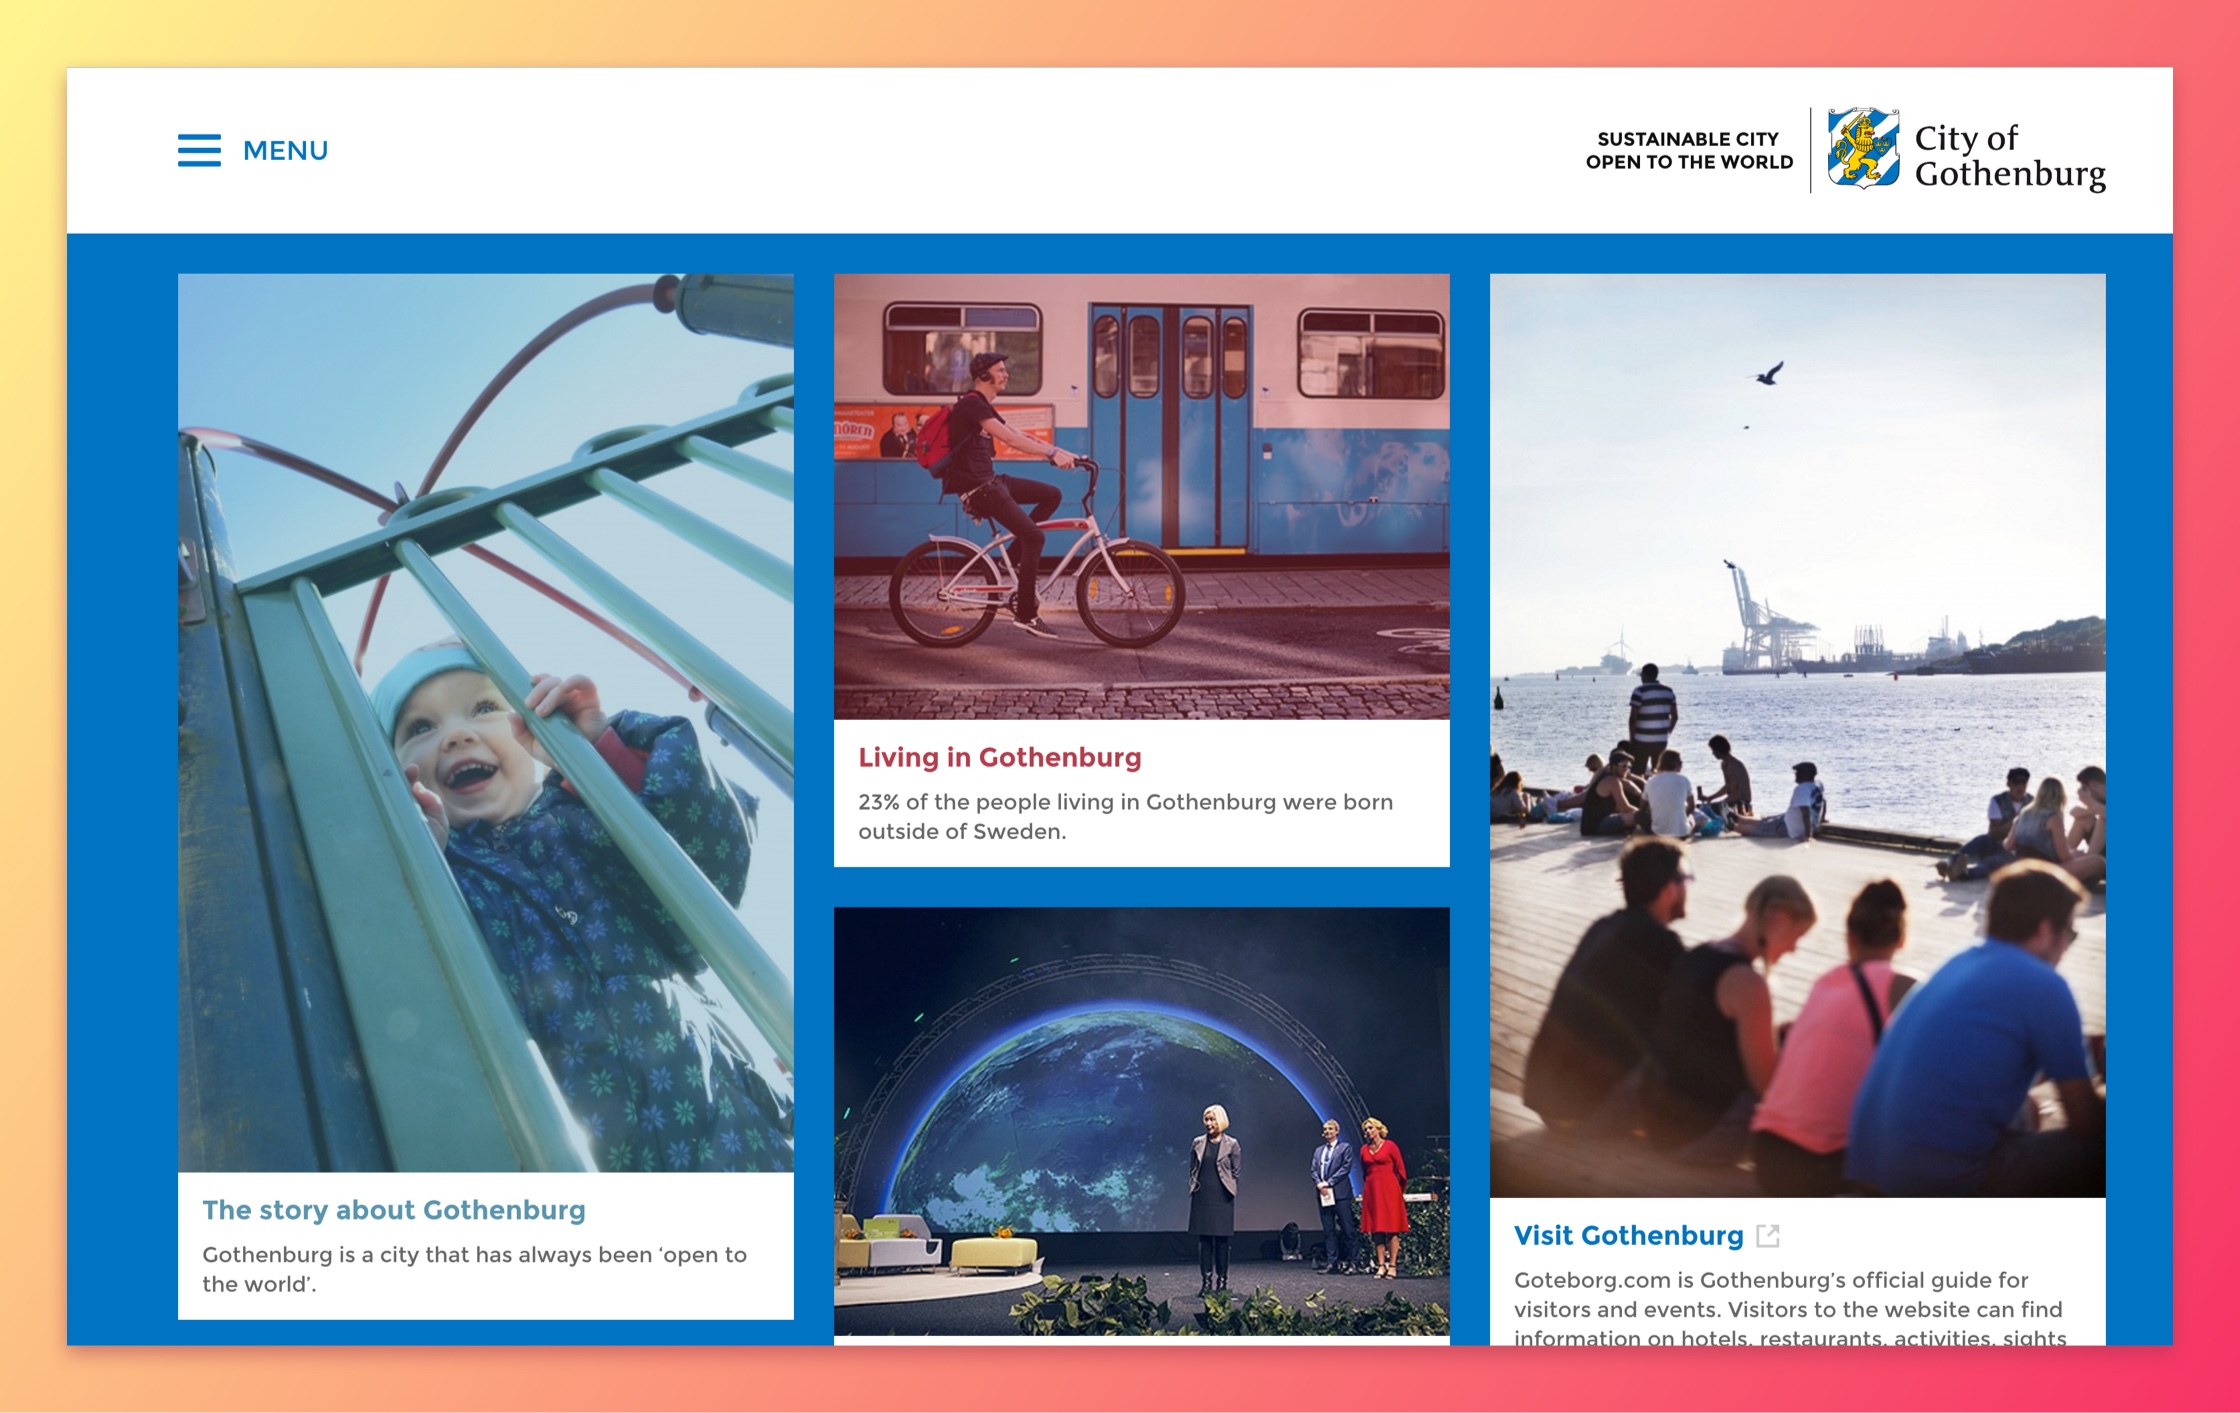 MENU
SUSTAINABLE CITY
OPEN TO THE WORLD
City of
Gothenburg
The story about Gothenburg
Gothenburg is a city that has always been ‘open to
the world’.
Living in Gothenburg
23% of the people living in Gothenburg were born
outside of Sweden.
Visit Gothenburg
Goteborg.com is Gothenburg’s official guide for
visitors and events. Visitors to the website can find
information on hotels, restaurants, activities, sights